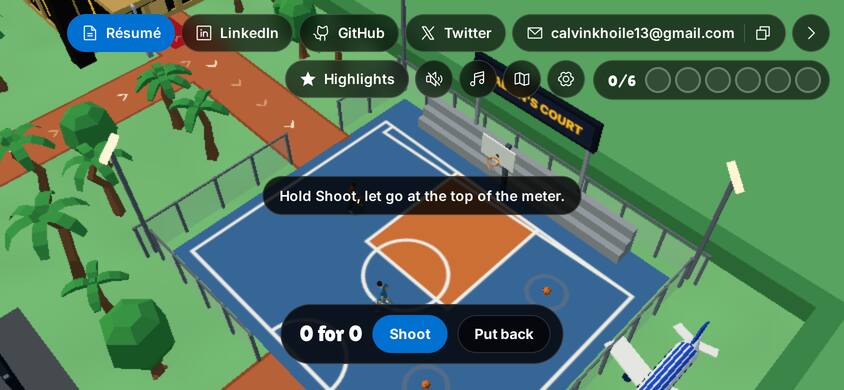 Résumé
LinkedIn
GitHub
Twitter
calvinkhoile13@gmail.com
Highlights
0/6
'S COURT
Hold Shoot, let go at the top of the meter.
0 for 0
Shoot
Put back